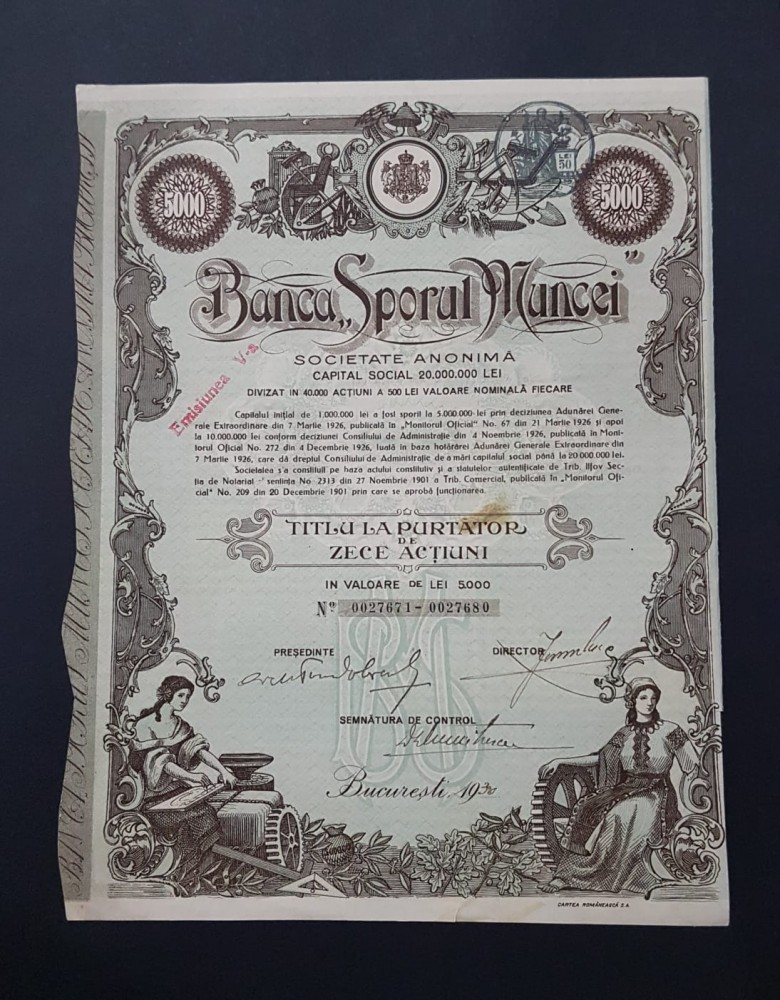 LEI
50
5000
5000
Banca „Sporul Muncei”
SOCIETATE ANONIMĂ
CAPITAL SOCIAL 20.000.000 LEI
DIVIZAT IN 40.000 ACȚIUNI A 500 LEI VALOARE NOMINALĂ FIECARE
Emisiunea V-a
Capitalul inițial de 1.000.000 lei a fost sporit la 5.000.000 lei prin deciziunea Adunărei Gene-
rale Extraordinare din 7 Martie 1926, publicată în „Monitorul Oficial” No. 67 din 21 Martie 1926 și apoi
la 10.000.000 lei conform deciziunei Consiliului de Administrație din 4 Noembrie 1926, publicată în Moni-
torul Oficial No. 272 din 4 Decembrie 1926, luată în baza hotărârei Adunărei Generale Extraordinare din
7 Martie 1926, care dă dreptul Consiliului de Administrație de a mări capitalul social până la 20.000.000 lei.
Societatea s'a constituit pe baza actului constitutiv și a statutelor autentificate de Trib. Ilfov Sec-
ția de Notariat sentința No 2313 din 27 Noembrie 1901 a Trib. Comercial, publicată în „Monitorul Ofi-
cial” No. 209 din 20 Decembrie 1901 prin care se aprobă funcționarea.
TITLU LA PURTĂTOR
DE
ZECE ACȚIUNI
IN VALOARE DE LEI 5.000
No 0027671-0027680
PREȘEDINTE
DIRECTOR
SEMNĂTURA DE CONTROL
București, 1930
CARTEA ROMÂNEASCĂ S.A.